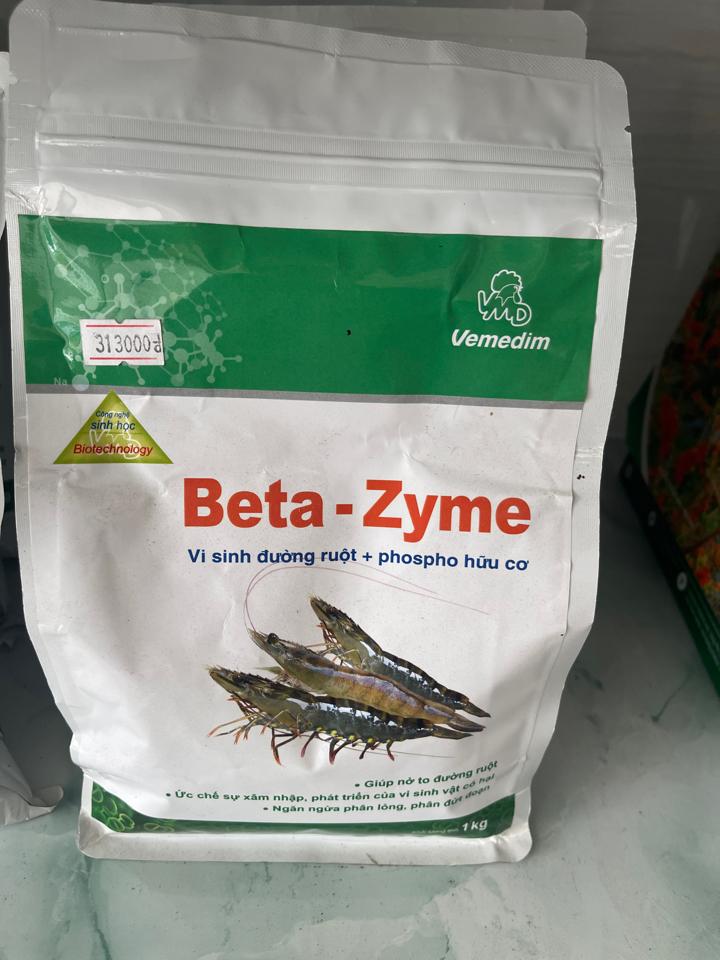 VMD
Vemedim
313000đ
Na
Công nghệ
sinh học
Biotechnology
Beta - Zyme
Vi sinh đường ruột + phospho hữu cơ
• Giúp nở to đường ruột
• Ức chế sự xâm nhập, phát triển của vi sinh vật có hại
• Ngăn ngừa phân lỏng, phân đứt đoạn
1kg